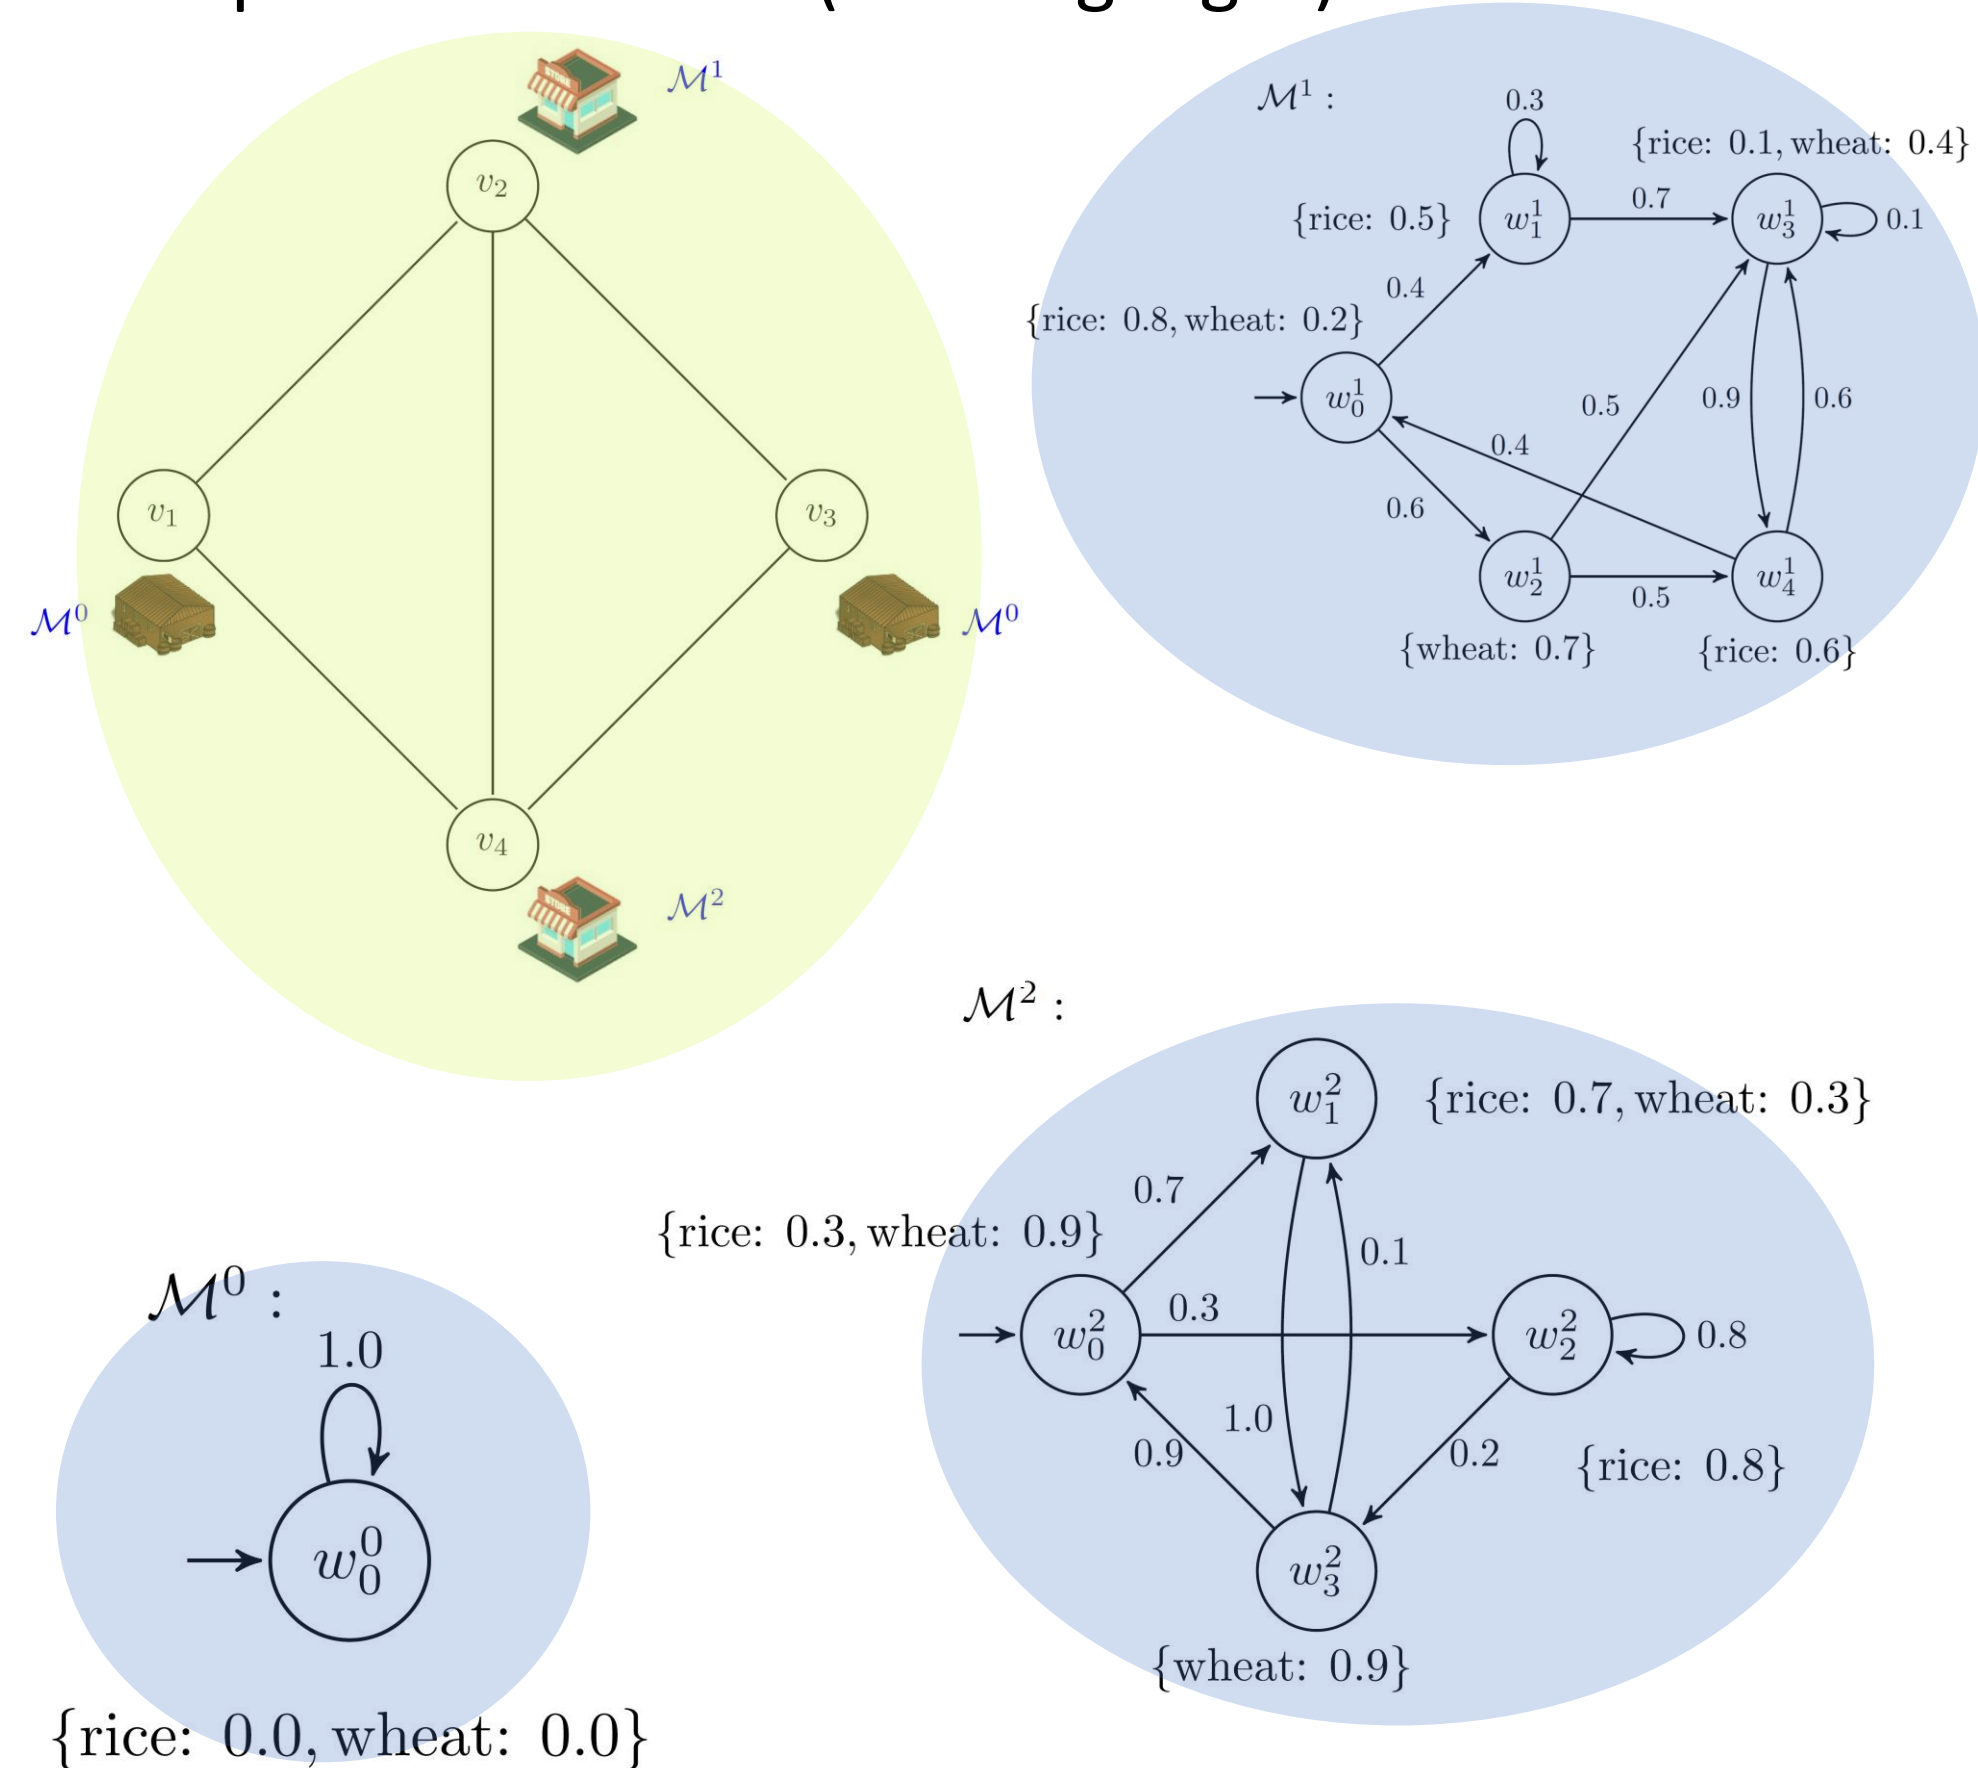 STORE
𝓜¹
v₂
v₁
v₃
𝓜⁰
𝓜⁰
v₄
STORE
𝓜²
𝓜¹ :
0.3
{rice: 0.1, wheat: 0.4}
{rice: 0.5}
w₁¹
0.7
w₃¹
0.1
0.4
{rice: 0.8, wheat: 0.2}
w₀¹
0.5
0.9
0.6
0.4
0.6
w₂¹
0.5
w₄¹
{wheat: 0.7}
{rice: 0.6}
𝓜² :
w₁²
{rice: 0.7, wheat: 0.3}
0.7
{rice: 0.3, wheat: 0.9}
0.1
0.3
w₀²
w₂²
0.8
1.0
0.9
0.2
{rice: 0.8}
w₃²
{wheat: 0.9}
𝓜⁰ :
1.0
w₀⁰
{rice: 0.0, wheat: 0.0}